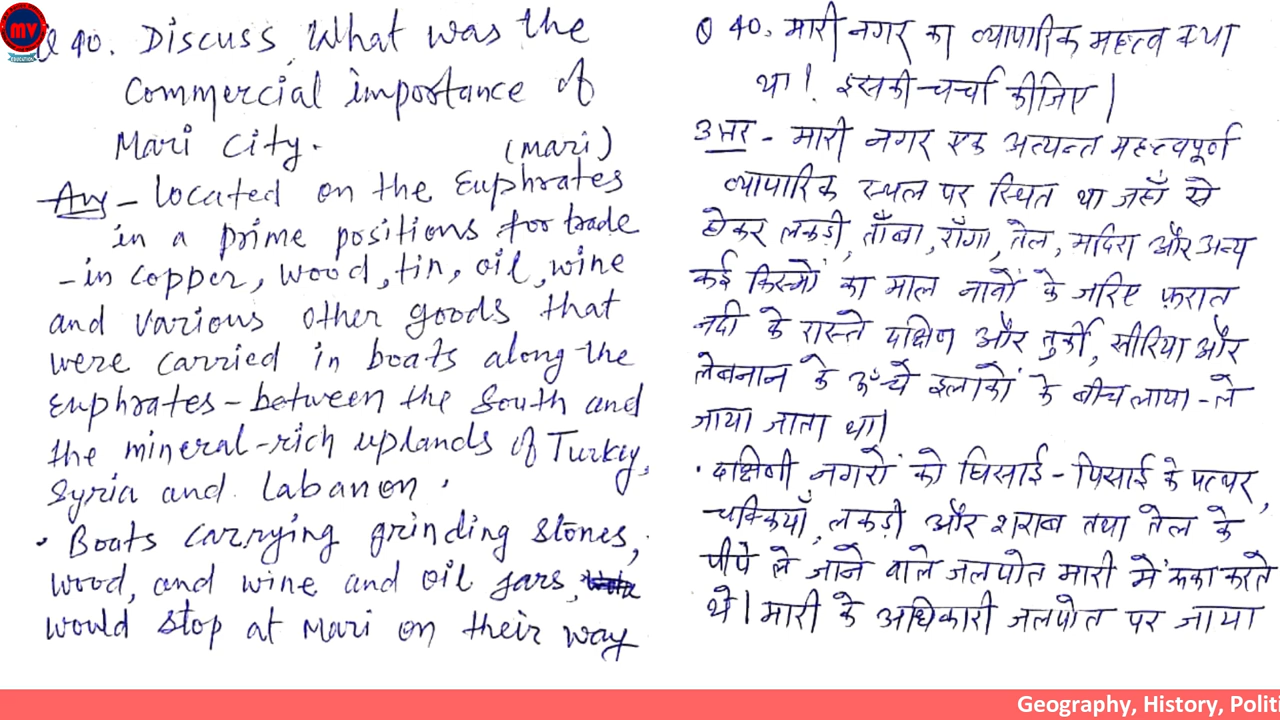 mv
EDUCATION
Q 40. Discuss, What was the
Commercial importance of
Mari City.
(mari)
Ans - Located on the Euphrates
in a prime positions for trade
- in copper, wood, tin, oil, wine
and various other goods that
were carried in boats along the
Euphrates - between the South and
the mineral-rich uplands of Turkey,
Syria and Labanon.
• Boats carrying grinding stones,
wood, and wine and oil jars,
would stop at Mari on their way
Q 40. मारी नगर का व्यापारिक महत्त्व क्या
था! इसकी चर्चा कीजिए।
उत्तर - मारी नगर एक अत्यन्त महत्त्वपूर्ण
व्यापारिक स्थल पर स्थित था जहाँ से
होकर लकड़ी, ताँबा, राँगा, तेल, मदिरा और अन्य
कई किस्मों का माल नावों के जरिए फ़रात
नदी के रास्ते दक्षिण और तुर्की, सीरिया और
लेबनान के ऊँचे इलाकों के बीच लाया-ले
जाया जाता था।
• दक्षिणी नगरों को घिसाई-पिसाई के पत्थर,
चक्कियाँ, लकड़ी और शराब तथा तेल के
पीपे ले जाने वाले जलपोत मारी में रुका करते
थे। मारी के अधिकारी जलपोत पर जाया
Geography, History, Politi